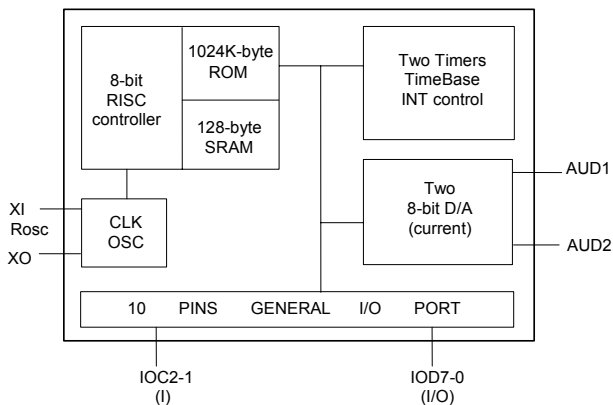 8-bit
RISC
controller
1024K-byte
ROM
128-byte
SRAM
Two Timers
TimeBase
INT control
Two
8-bit D/A
(current)
AUD1
AUD2
XI
Rosc
XO
CLK
OSC
10 PINS GENERAL I/O PORT
IOC2-1
(I)
IOD7-0
(I/O)